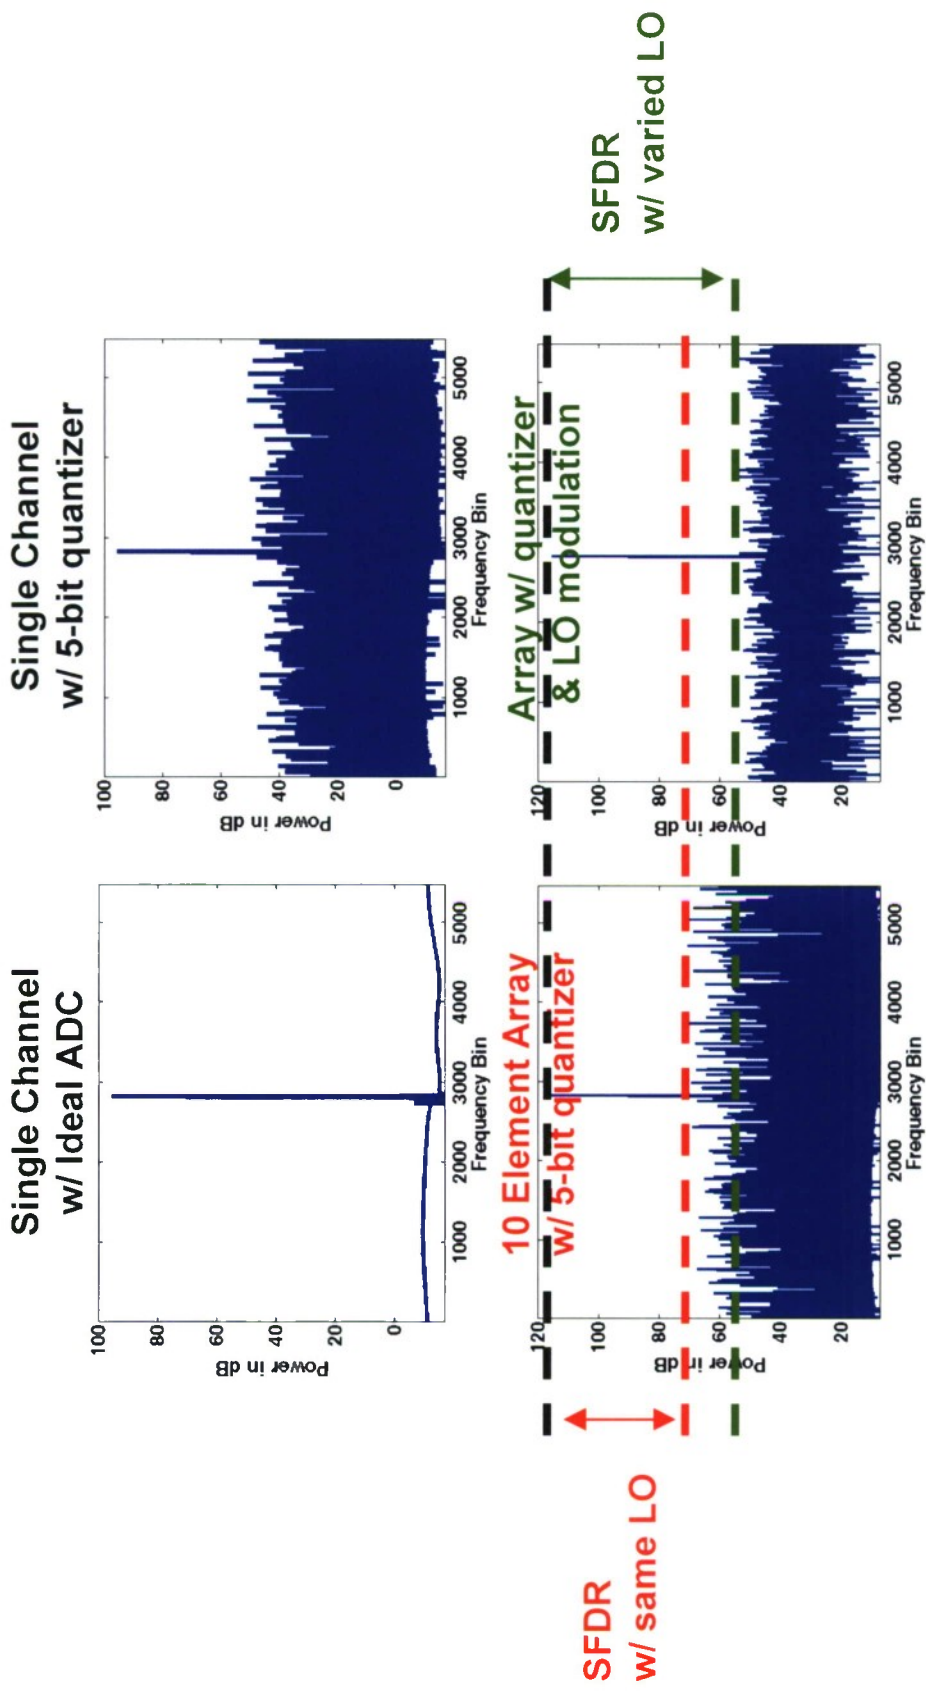 Single Channel
w/ Ideal ADC
100
80
60
40
20
0
Power in dB
1000
2000
3000
4000
5000
Frequency Bin
Single Channel
w/ 5-bit quantizer
100
80
60
40
20
0
Power in dB
1000
2000
3000
4000
5000
Frequency Bin
SFDR
w/ same LO
10 Element Array
w/ 5-bit quantizer
120
100
80
60
40
20
Power in dB
1000
2000
3000
4000
5000
Frequency Bin
Array w/ quantizer
& LO modulation
120
100
80
60
40
20
Power in dB
1000
2000
3000
4000
5000
Frequency Bin
SFDR
w/ varied LO